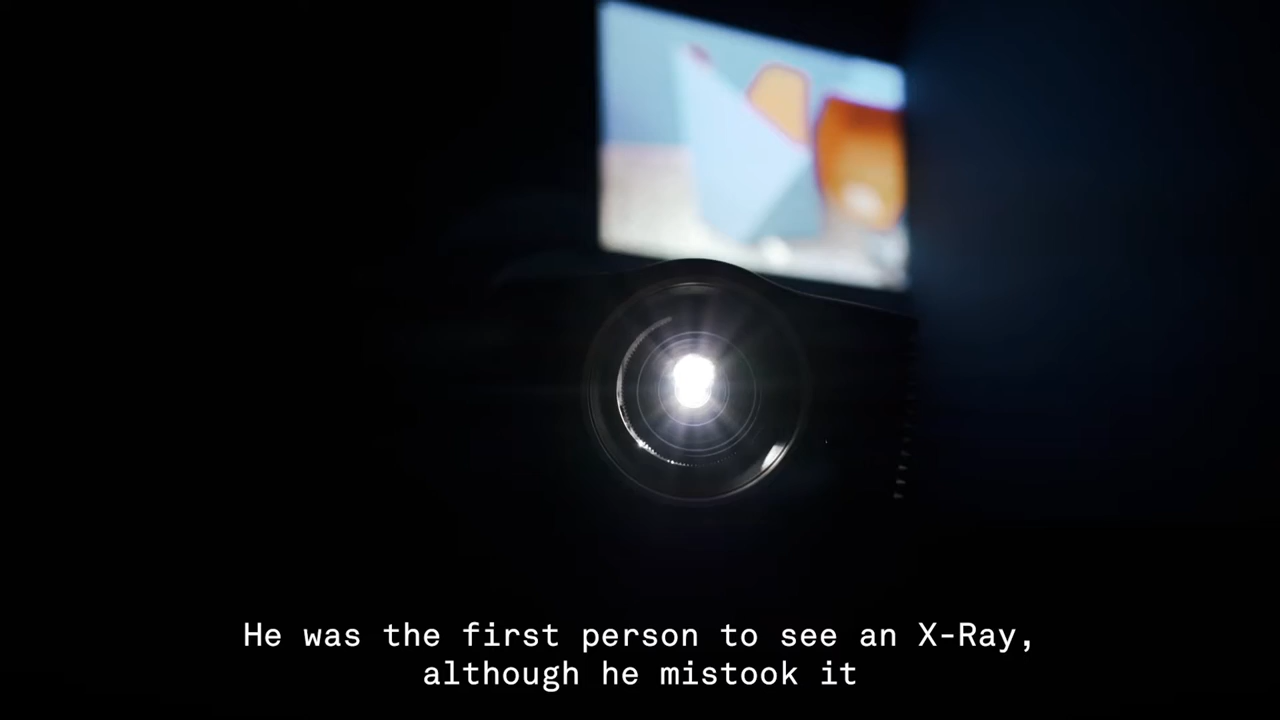 He was the first person to see an X-Ray,
although he mistook it